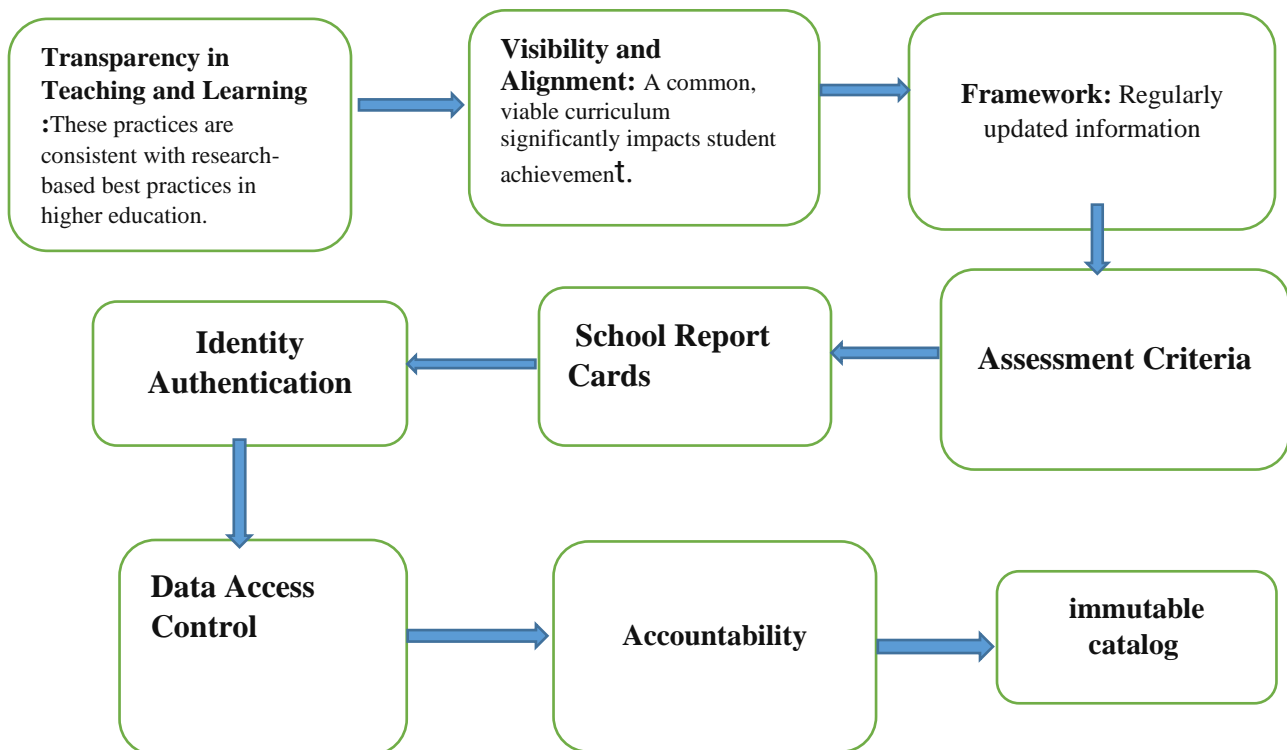 Transparency in
Teaching and Learning
:These practices are
consistent with research-
based best practices in
higher education.
Visibility and
Alignment: A common,
viable curriculum
significantly impacts student
achievement.
Framework: Regularly
updated information
Assessment Criteria
School Report
Cards
Identity
Authentication
Data Access
Control
Accountability
immutable
catalog